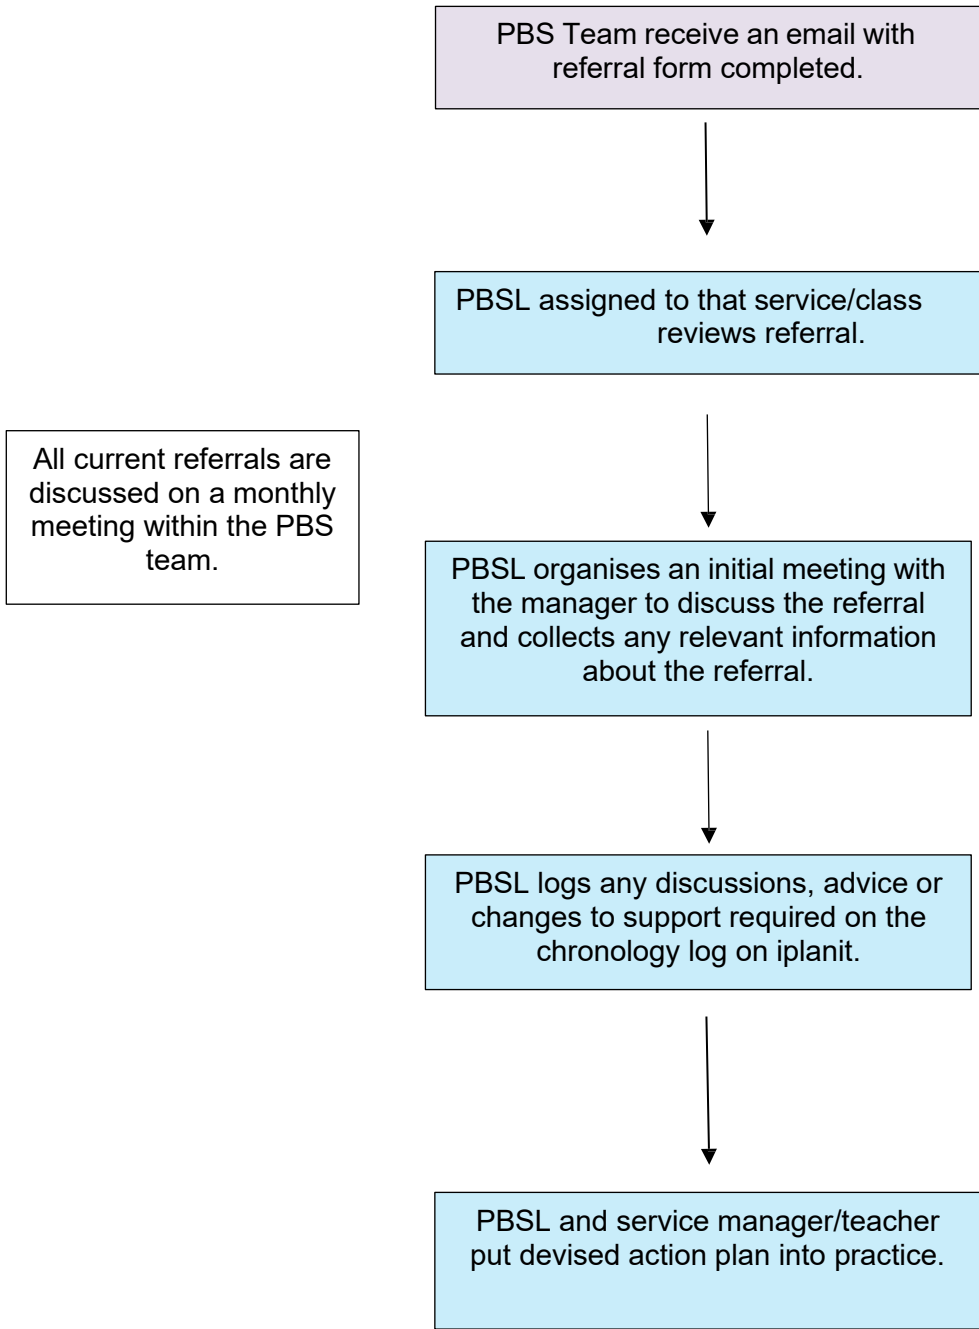 PBS Team receive an email with
referral form completed.
PBSL assigned to that service/class
reviews referral.
All current referrals are
discussed on a monthly
meeting within the PBS
team.
PBSL organises an initial meeting with
the manager to discuss the referral
and collects any relevant information
about the referral.
PBSL logs any discussions, advice or
changes to support required on the
chronology log on iplanit.
PBSL and service manager/teacher
put devised action plan into practice.